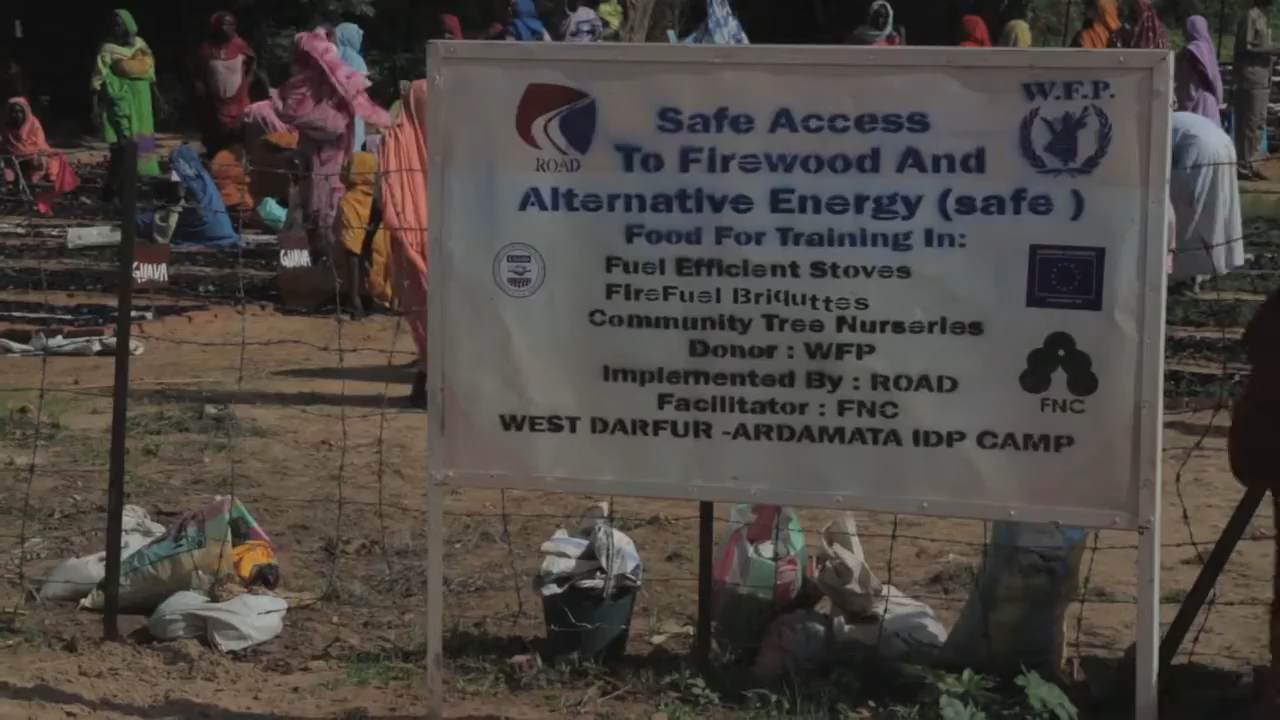 W.F.P.
ROAD
Safe Access
To Firewood And
Alternative Energy (safe )
Food For Training In:
Fuel Efficient Stoves
FireFuel Briquttes
Community Tree Nurseries
Donor : WFP
Implemented By : ROAD
Facilitator : FNC
FNC
WEST DARFUR -ARDAMATA IDP CAMP
GUAVA
GUAVA